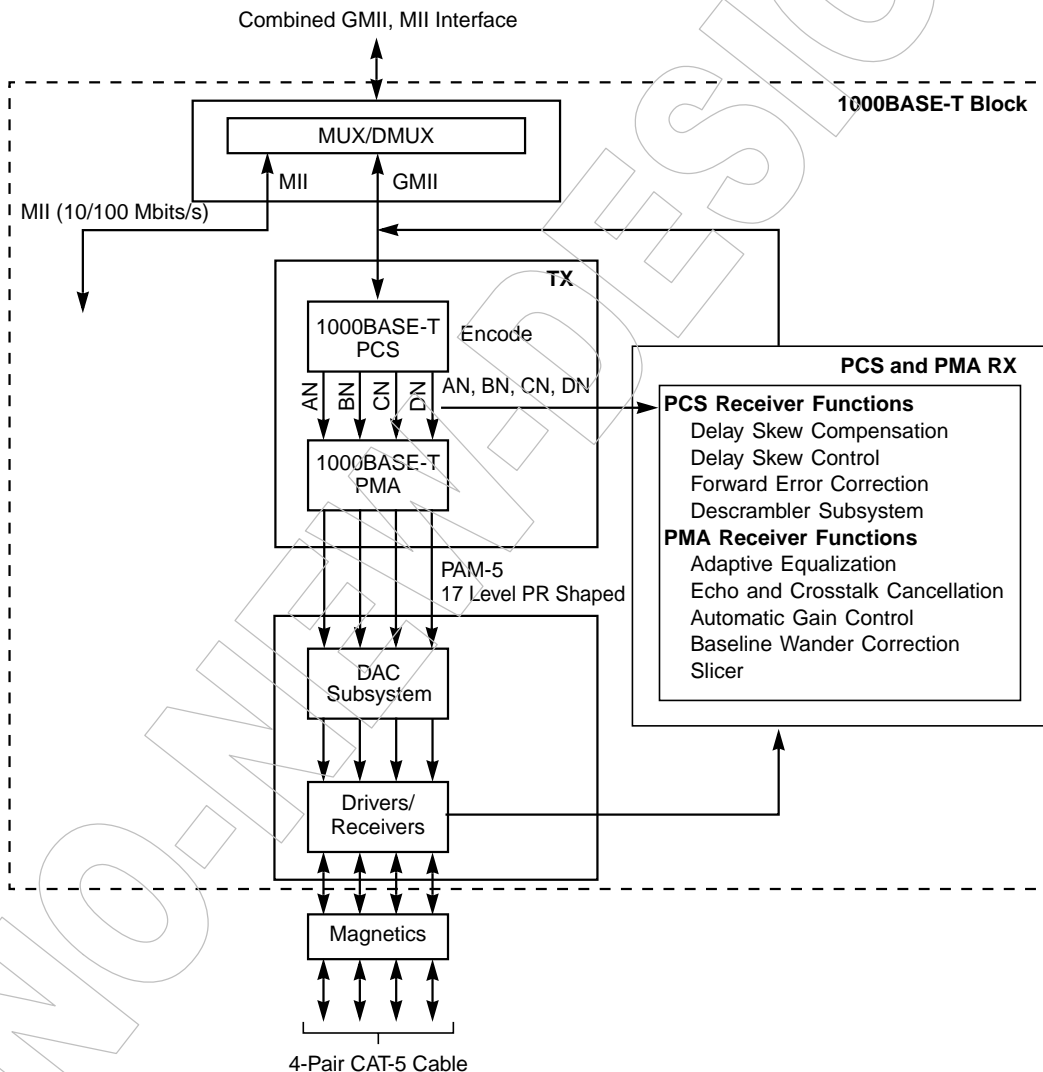 Combined GMII, MII Interface
1000BASE-T Block
MUX/DMUX
MII
GMII
MII (10/100 Mbits/s)
TX
1000BASE-T
PCS
Encode
AN
BN
CN
DN
AN, BN, CN, DN
1000BASE-T
PMA
PAM-5
17 Level PR Shaped
PCS and PMA RX
PCS Receiver Functions
Delay Skew Compensation
Delay Skew Control
Forward Error Correction
Descrambler Subsystem
PMA Receiver Functions
Adaptive Equalization
Echo and Crosstalk Cancellation
Automatic Gain Control
Baseline Wander Correction
Slicer
DAC
Subsystem
Drivers/
Receivers
Magnetics
4-Pair CAT-5 Cable
NO-NEW-DESIG